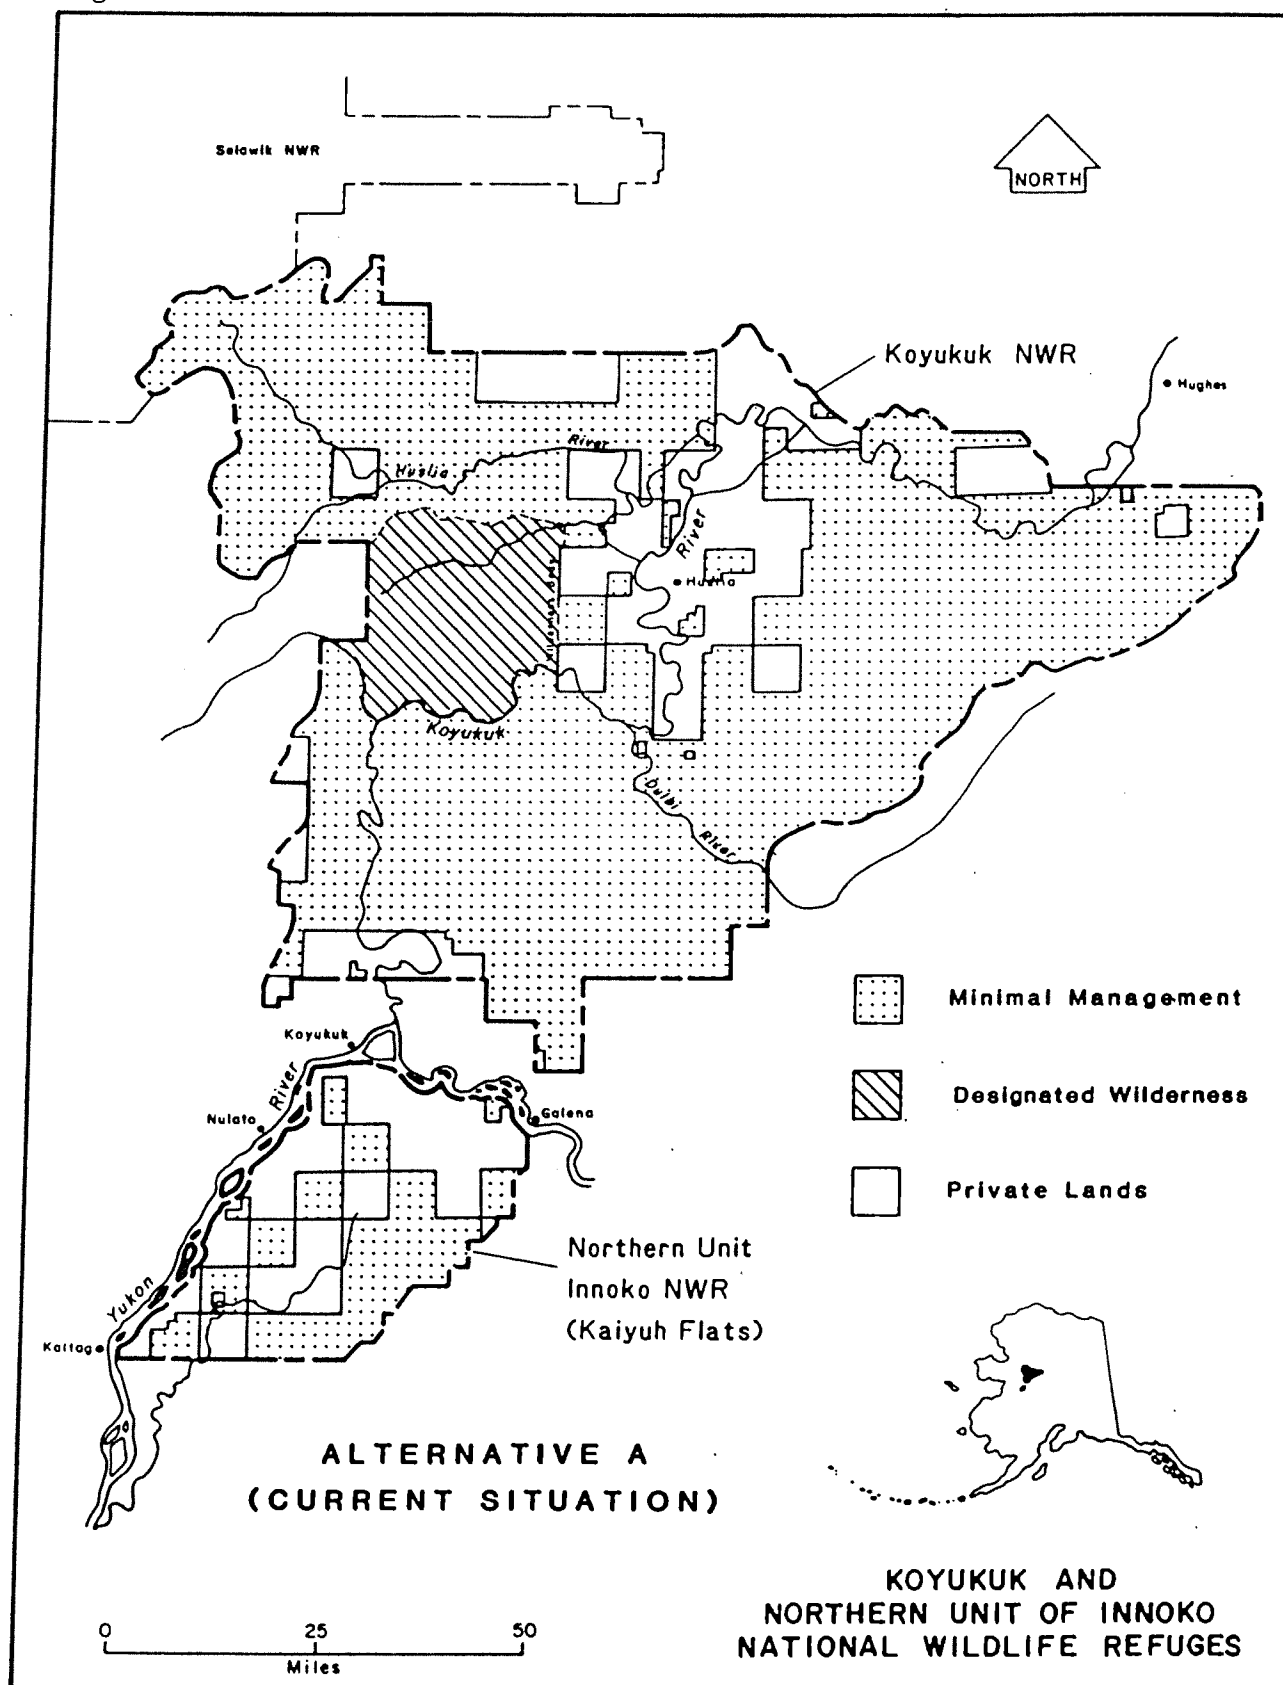 Selawik NWR
NORTH
Koyukuk NWR
Hughes
Huslia
River
River
Huslia
Wilderness Bdry
Koyukuk
Dulbi
River
Minimal Management
Designated Wilderness
Private Lands
Koyukuk
River
Nulato
Galena
Yukon
Northern Unit
Innoko NWR
(Kaiyuh Flats)
Kaltag
ALTERNATIVE A
(CURRENT SITUATION)
KOYUKUK AND
NORTHERN UNIT OF INNOKO
NATIONAL WILDLIFE REFUGES
0 25 50
Miles